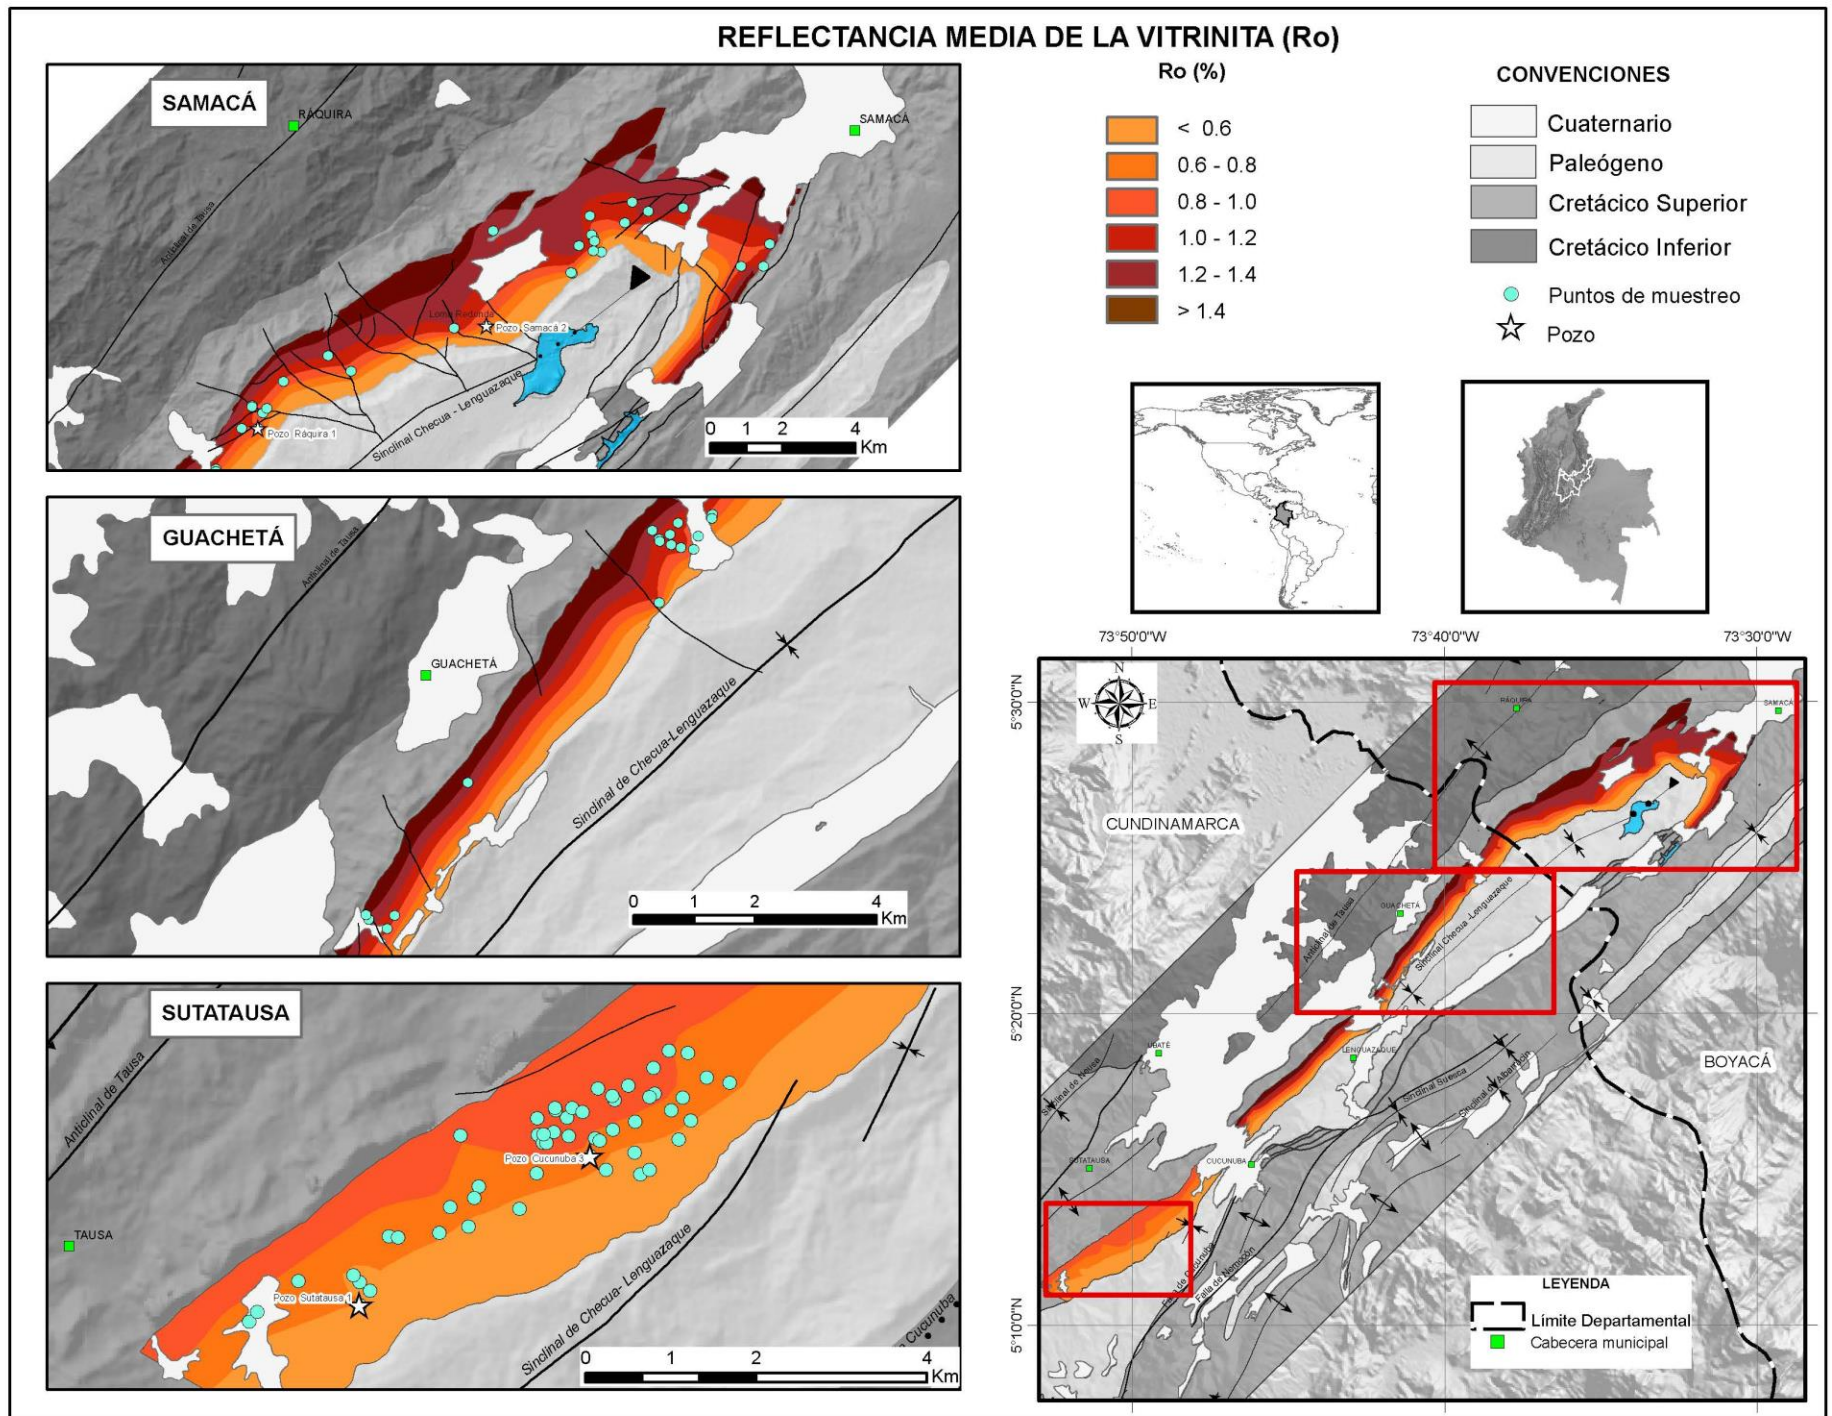 REFLECTANCIA MEDIA DE LA VITRINITA (Ro)
SAMACÁ
RÁQUIRA
SAMACÁ
Anticlinal de Tausa
Loma Redonda
Pozo Samacá 2
Pozo Ráquira 1
Sinclinal Checua - Lenguazaque
0 1 2 4
Km
GUACHETÁ
Anticlinal de Tausa
GUACHETÁ
Sinclinal de Checua-Lenguazaque
0 1 2 4
Km
SUTATAUSA
Anticlinal de Tausa
TAUSA
Pozo Cucunuba 3
Pozo Sutatausa 1
Sinclinal de Checua- Lenguazaque
Cucunuba
0 1 2 4
Km
Ro (%)
< 0.6
0.6 - 0.8
0.8 - 1.0
1.0 - 1.2
1.2 - 1.4
> 1.4
CONVENCIONES
Cuaternario
Paleógeno
Cretácico Superior
Cretácico Inferior
Puntos de muestreo
Pozo
73°50'0"W 73°40'0"W 73°30'0"W
5°30'0"N
5°20'0"N
5°10'0"N
N
W E
S
RÁQUIRA
SAMACÁ
CUNDINAMARCA
GUACHETÁ
Anticlinal de Tausa
Sinclinal Checua -Lenguazaque
UBATÉ
LENGUAZAQUE
BOYACÁ
Sinclinal de Neusa
Sinclinal Suesca
Sinclinal de Albarracín
SUTATAUSA
CUCUNUBA
Falla de Cucunuba
Falla de Nemocón
LEYENDA
Límite Departamental
Cabecera municipal